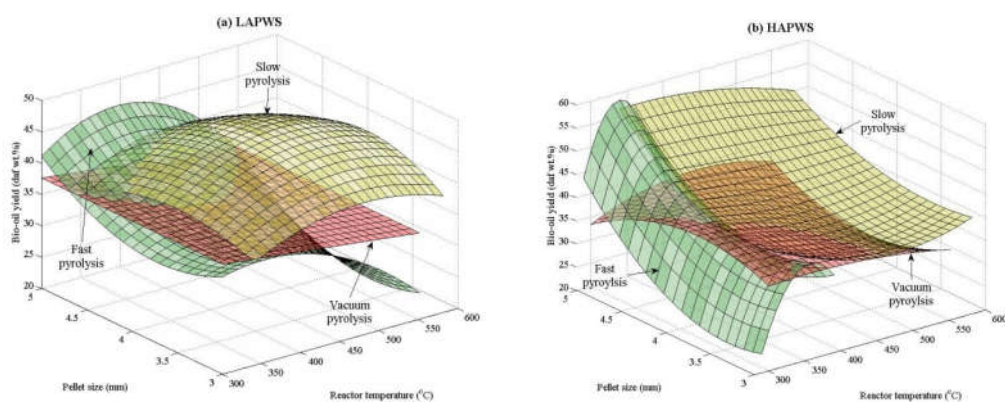 (a) LAPWS
Slow
pyrolysis
Fast
pyrolysis
Vacuum
pyrolysis
Bio-oil yield (daf wt.%)
50
45
40
35
30
25
20
5
4.5
4
3.5
3
Pellet size (mm)
300
350
400
450
500
550
600
Reactor temperature (⁰C)
(b) HAPWS
Slow
pyrolysis
Fast
pyroylsis
Vacuum
pyroylsis
Bio-oil yield (daf wt.%)
60
55
50
45
40
35
30
25
20
5
4.5
4
3.5
3
Pellet size (mm)
300
350
400
450
500
550
600
Reactor temperature (⁰C)